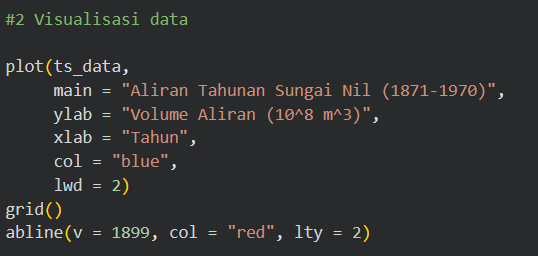 #2 Visualisasi data
plot(ts_data,
     main = "Aliran Tahunan Sungai Nil (1871-1970)",
     ylab = "Volume Aliran (10^8 m^3)",
     xlab = "Tahun",
     col = "blue",
     lwd = 2)
grid()
abline(v = 1899, col = "red", lty = 2)